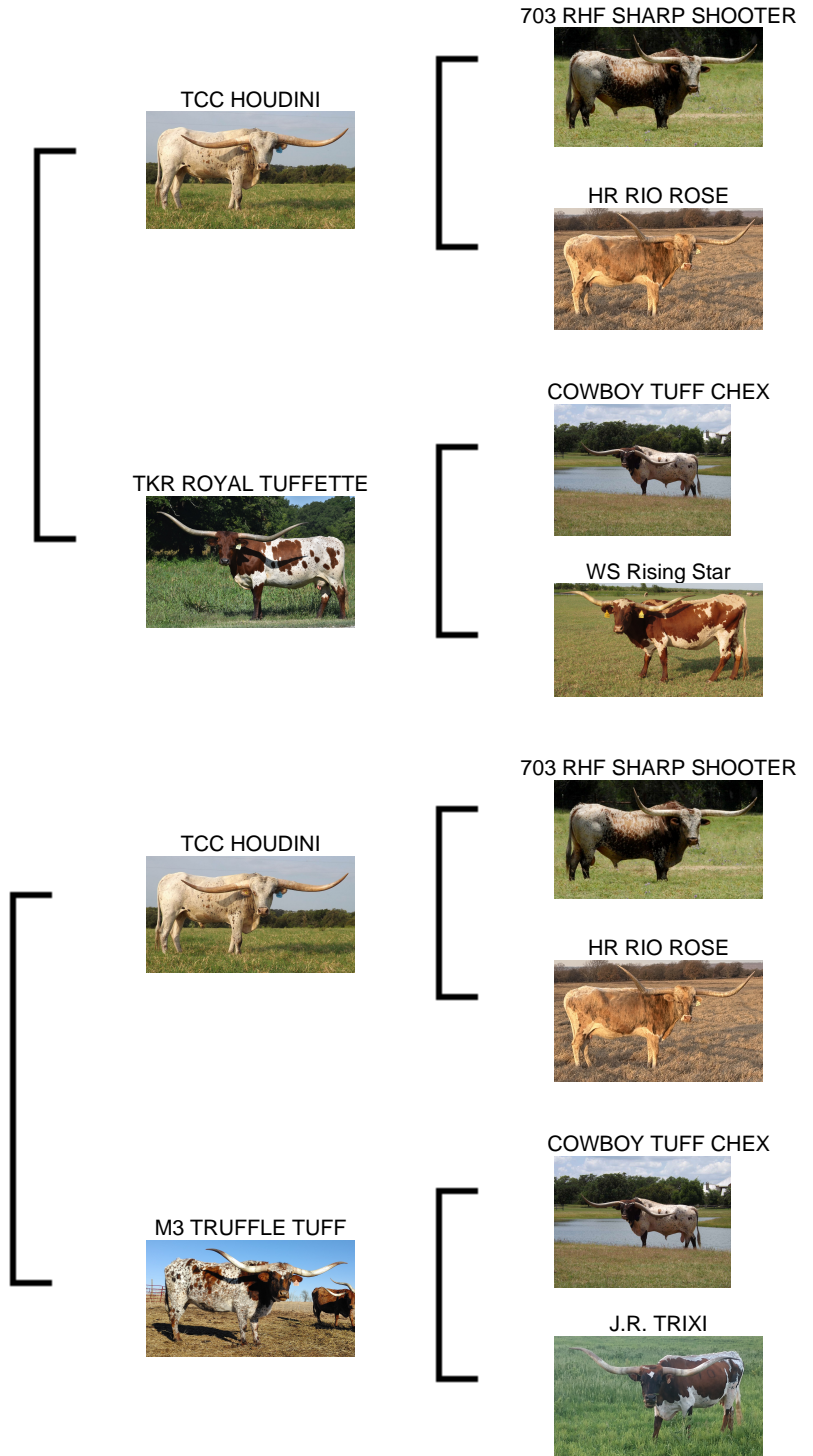 703 RHF SHARP SHOOTER
TCC HOUDINI
HR RIO ROSE
COWBOY TUFF CHEX
TKR ROYAL TUFFETTE
WS Rising Star
703 RHF SHARP SHOOTER
TCC HOUDINI
HR RIO ROSE
COWBOY TUFF CHEX
M3 TRUFFLE TUFF
J.R. TRIXI